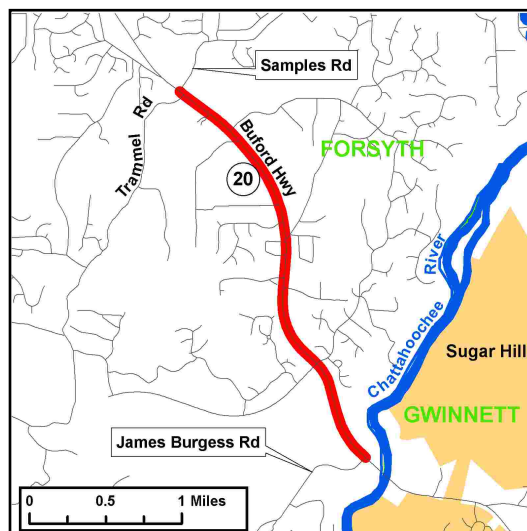 Samples Rd
Trammel Rd
Buford Hwy
20
FORSYTH
Chattahoochee River
Sugar Hill
GWINNETT
James Burgess Rd
0 0.5 1 Miles